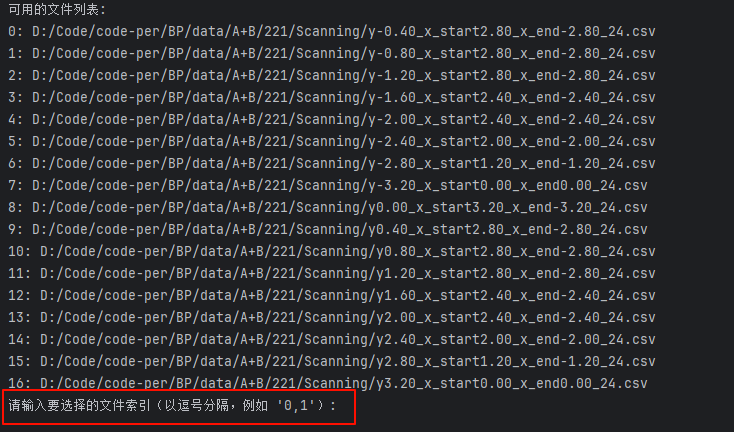 可用的文件列表:
0: D:/Code/code-per/BP/data/A+B/221/Scanning/y-0.40_x_start2.80_x_end-2.80_24.csv
1: D:/Code/code-per/BP/data/A+B/221/Scanning/y-0.80_x_start2.80_x_end-2.80_24.csv
2: D:/Code/code-per/BP/data/A+B/221/Scanning/y-1.20_x_start2.80_x_end-2.80_24.csv
3: D:/Code/code-per/BP/data/A+B/221/Scanning/y-1.60_x_start2.40_x_end-2.40_24.csv
4: D:/Code/code-per/BP/data/A+B/221/Scanning/y-2.00_x_start2.40_x_end-2.40_24.csv
5: D:/Code/code-per/BP/data/A+B/221/Scanning/y-2.40_x_start2.00_x_end-2.00_24.csv
6: D:/Code/code-per/BP/data/A+B/221/Scanning/y-2.80_x_start1.20_x_end-1.20_24.csv
7: D:/Code/code-per/BP/data/A+B/221/Scanning/y-3.20_x_start0.00_x_end0.00_24.csv
8: D:/Code/code-per/BP/data/A+B/221/Scanning/y0.00_x_start3.20_x_end-3.20_24.csv
9: D:/Code/code-per/BP/data/A+B/221/Scanning/y0.40_x_start2.80_x_end-2.80_24.csv
10: D:/Code/code-per/BP/data/A+B/221/Scanning/y0.80_x_start2.80_x_end-2.80_24.csv
11: D:/Code/code-per/BP/data/A+B/221/Scanning/y1.20_x_start2.80_x_end-2.80_24.csv
12: D:/Code/code-per/BP/data/A+B/221/Scanning/y1.60_x_start2.40_x_end-2.40_24.csv
13: D:/Code/code-per/BP/data/A+B/221/Scanning/y2.00_x_start2.40_x_end-2.40_24.csv
14: D:/Code/code-per/BP/data/A+B/221/Scanning/y2.40_x_start2.00_x_end-2.00_24.csv
15: D:/Code/code-per/BP/data/A+B/221/Scanning/y2.80_x_start1.20_x_end-1.20_24.csv
16: D:/Code/code-per/BP/data/A+B/221/Scanning/y3.20_x_start0.00_x_end0.00_24.csv
请输入要选择的文件索引（以逗号分隔，例如 '0,1'）: